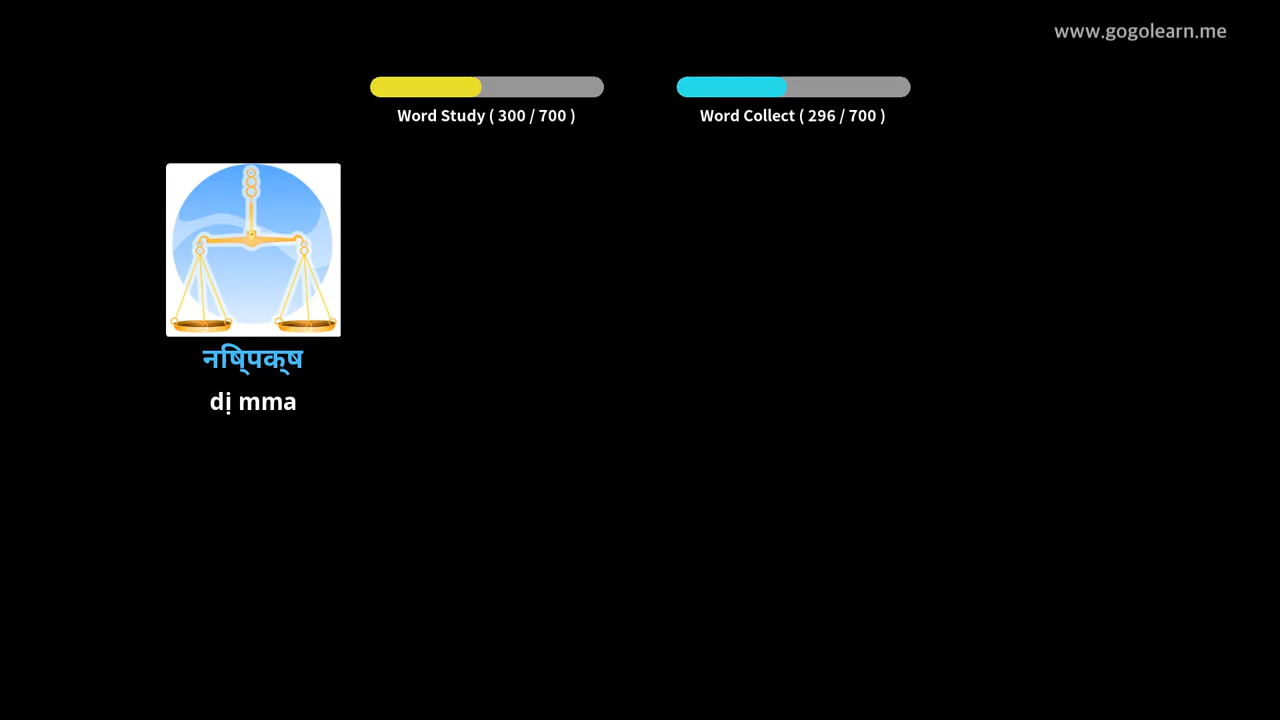 www.gogolearn.me
Word Study ( 300 / 700 )
Word Collect ( 296 / 700 )
नष्पिक्ष
dị mma